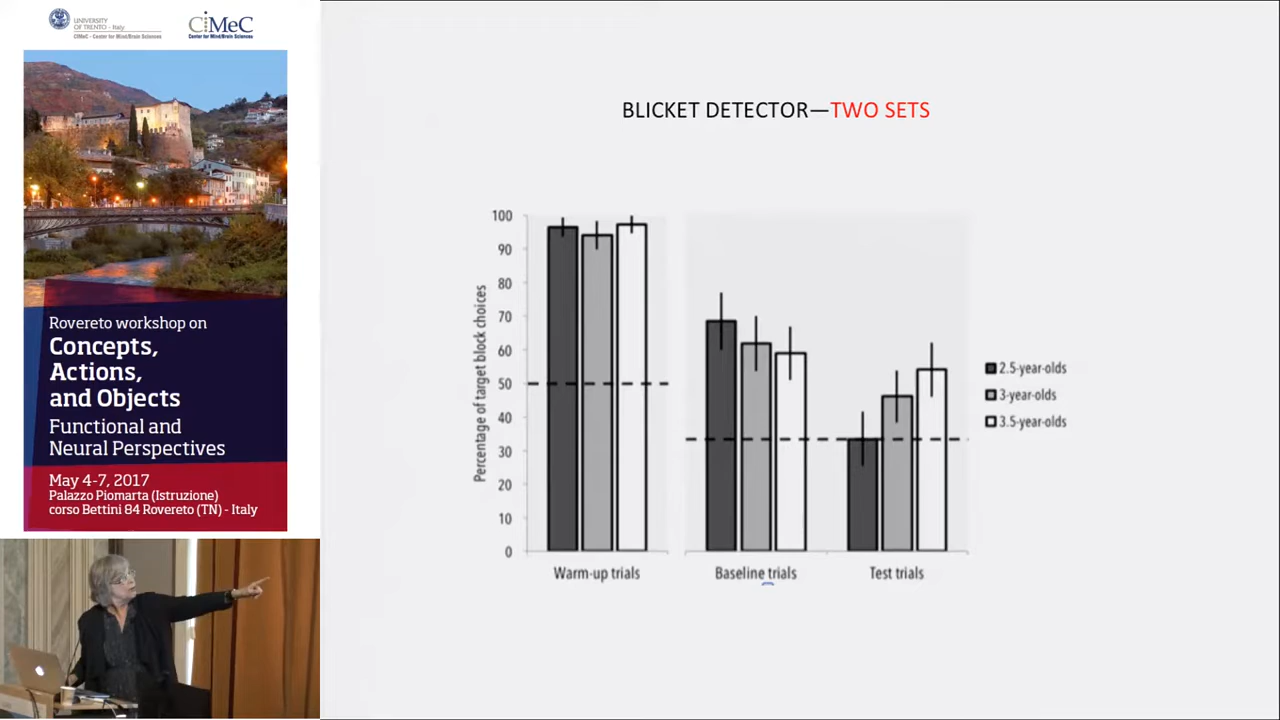 UNIVERSITY
OF TRENTO - Italy
CIMeC - Center for Mind/Brain Sciences
CiMeC
Center for Mind/Brain Sciences
Rovereto workshop on
Concepts,
Actions,
and Objects
Functional and
Neural Perspectives
May 4-7, 2017
Palazzo Piomarta (Istruzione)
corso Bettini 84 Rovereto (TN) - Italy
BLICKET DETECTOR—TWO SETS
Percentage of target block choices
100
90
80
70
60
50
40
30
20
10
0
Warm-up trials
Baseline trials
Test trials
2.5-year-olds
3-year-olds
3.5-year-olds